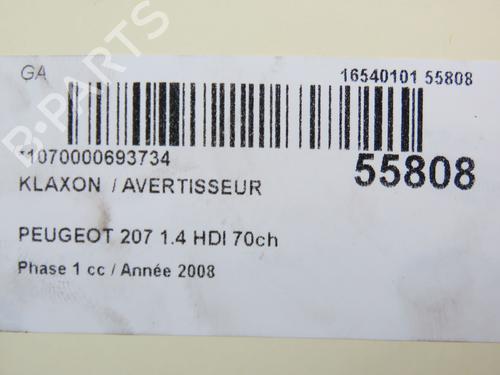 GA
16540101 55808
*1070000693734
55808
KLAXON / AVERTISSEUR
PEUGEOT 207 1.4 HDI 70ch
Phase 1 cc / Année 2008
B-PARTS